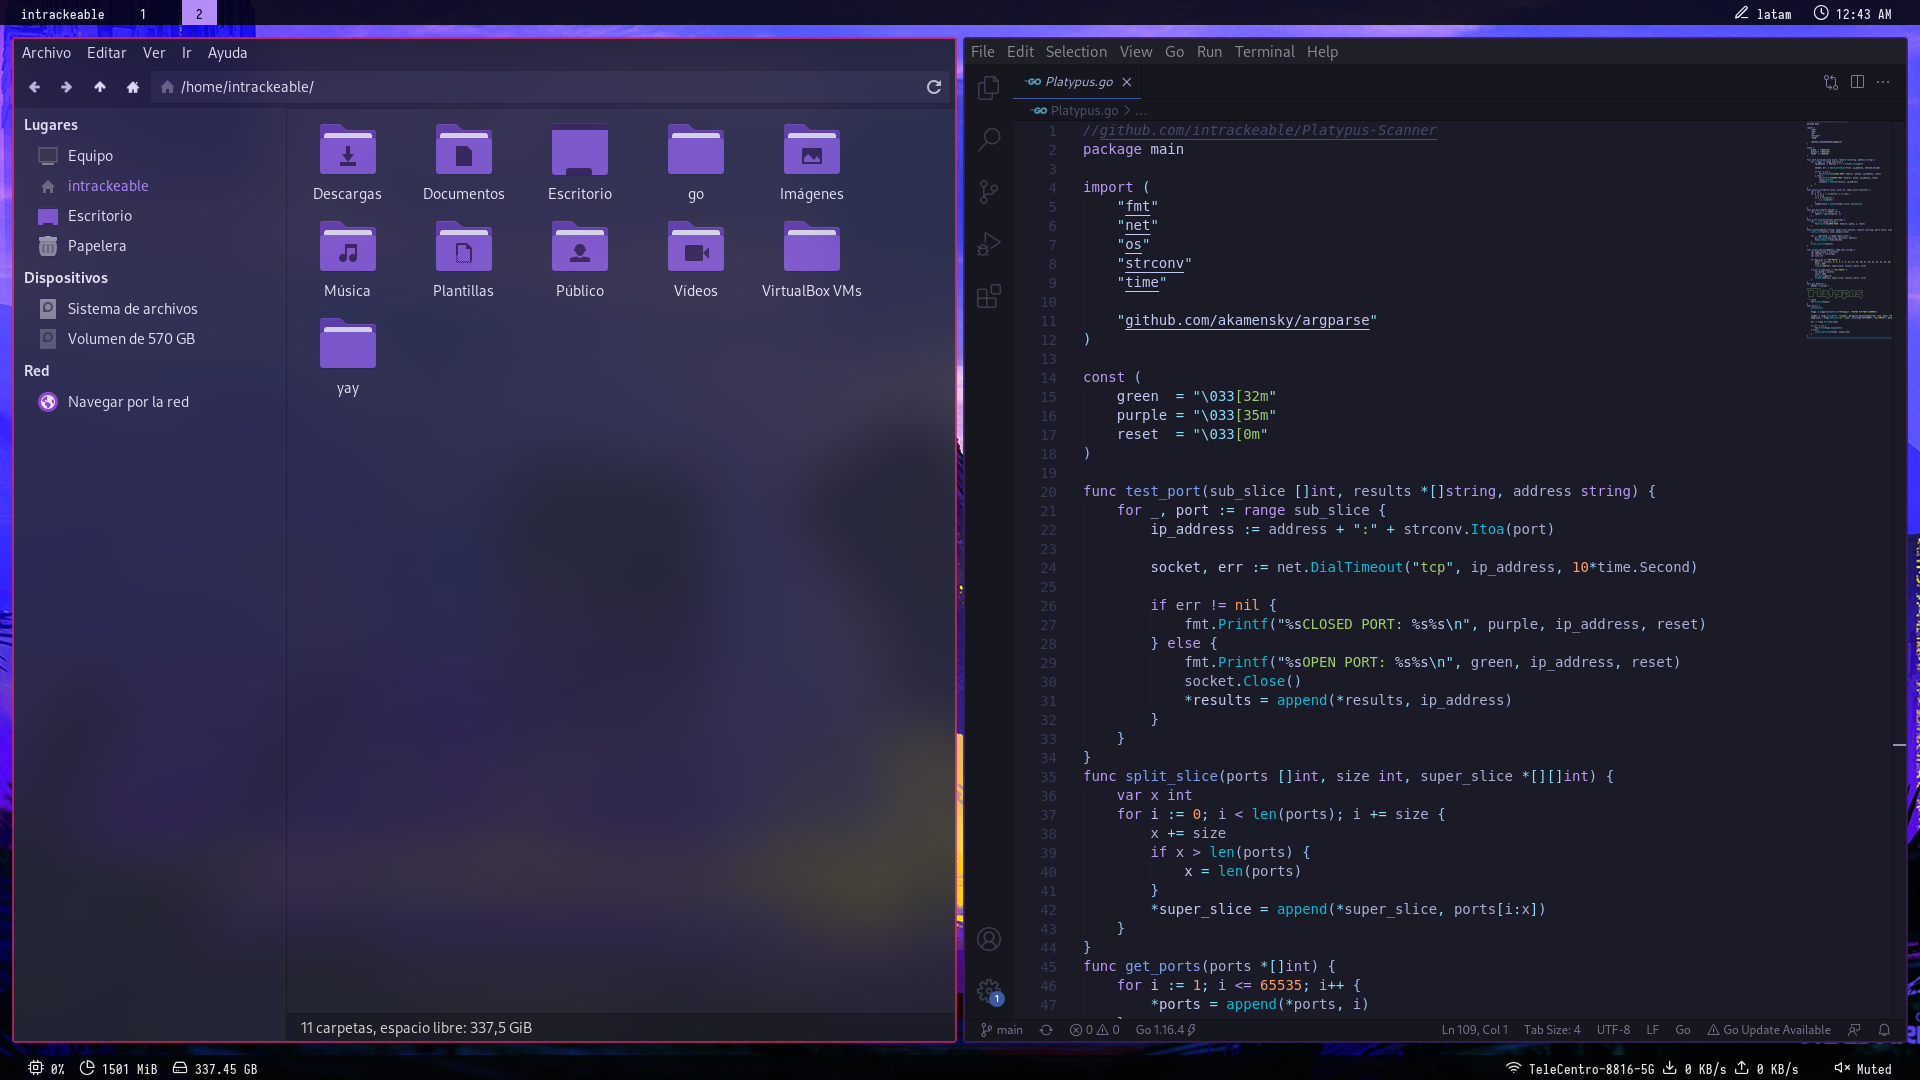 intrackeable 1 2
latam 12:43 AM
Archivo Editar Ver Ir Ayuda
/home/intrackeable/
Lugares
Equipo
intrackeable
Escritorio
Papelera
Dispositivos
Sistema de archivos
Volumen de 570 GB
Red
Navegar por la red
Descargas Documentos Escritorio go Imágenes
Música Plantillas Público Vídeos VirtualBox VMs
yay
11 carpetas, espacio libre: 337,5 GiB
File Edit Selection View Go Run Terminal Help
Platypus.go
Platypus.go > ...
1 //github.com/intrackeable/Platypus-Scanner
2 package main
3
4 import (
5     "fmt"
6     "net"
7     "os"
8     "strconv"
9     "time"
10
11     "github.com/akamensky/argparse"
12 )
13
14 const (
15     green  = "\033[32m"
16     purple = "\033[35m"
17     reset  = "\033[0m"
18 )
19
20 func test_port(sub_slice []int, results *[]string, address string) {
21     for _, port := range sub_slice {
22         ip_address := address + ":" + strconv.Itoa(port)
23
24         socket, err := net.DialTimeout("tcp", ip_address, 10*time.Second)
25
26         if err != nil {
27             fmt.Printf("%sCLOSED PORT: %s%s\n", purple, ip_address, reset)
28         } else {
29             fmt.Printf("%sOPEN PORT: %s%s\n", green, ip_address, reset)
30             socket.Close()
31             *results = append(*results, ip_address)
32         }
33     }
34 }
35 func split_slice(ports []int, size int, super_slice *[][]int) {
36     var x int
37     for i := 0; i < len(ports); i += size {
38         x += size
39         if x > len(ports) {
40             x = len(ports)
41         }
42         *super_slice = append(*super_slice, ports[i:x])
43     }
44 }
45 func get_ports(ports *[]int) {
46     for i := 1; i <= 65535; i++ {
47         *ports = append(*ports, i)
1
main 0 0 Go 1.16.4 Ln 109, Col 1 Tab Size: 4 UTF-8 LF Go Go Update Available
0% 1501 MiB 337.45 GB
TeleCentro-8816-5G 0 KB/s 0 KB/s Muted